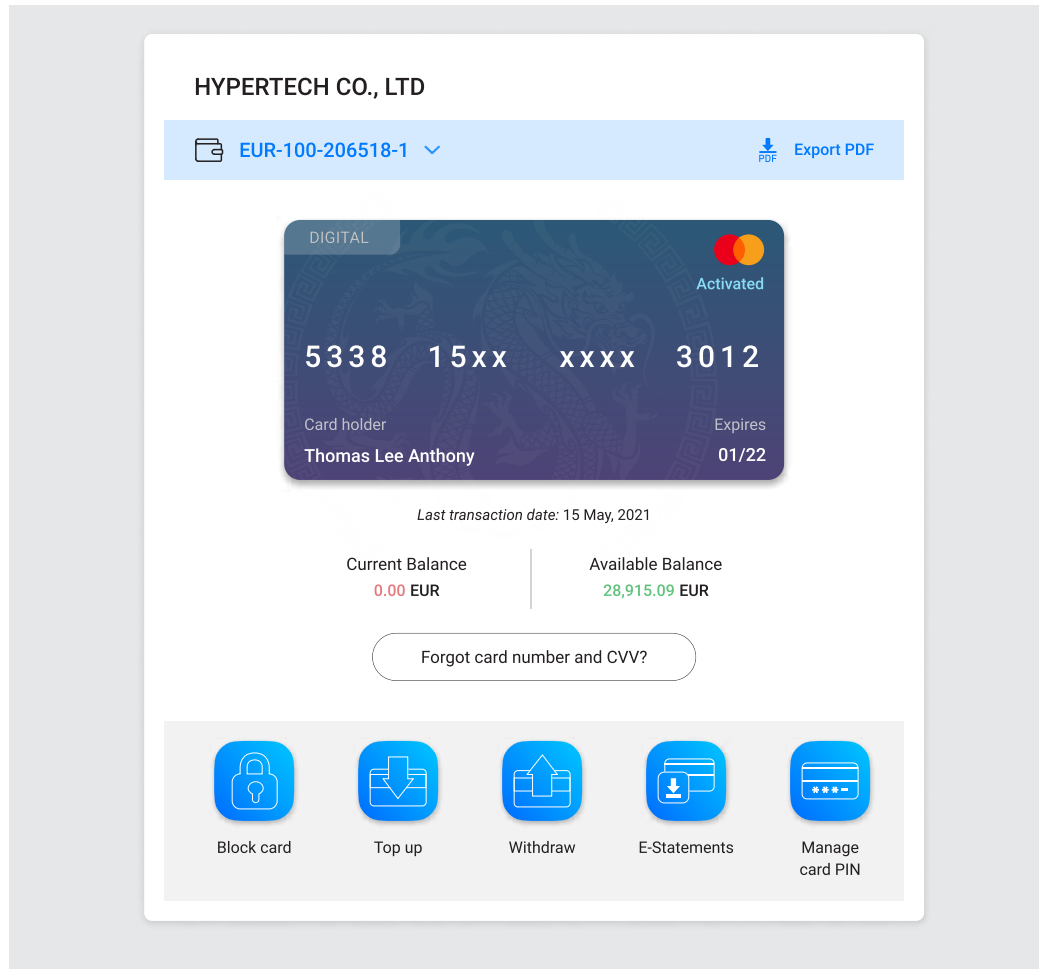 HYPERTECH CO., LTD
EUR-100-206518-1
PDF
Export PDF
DIGITAL
Activated
5338 15xx xxxx 3012
Card holder
Expires
Thomas Lee Anthony
01/22
Last transaction date: 15 May, 2021
Current Balance
0.00 EUR
Available Balance
28,915.09 EUR
Forgot card number and CVV?
Block card
Top up
Withdraw
E-Statements
Manage
card PIN